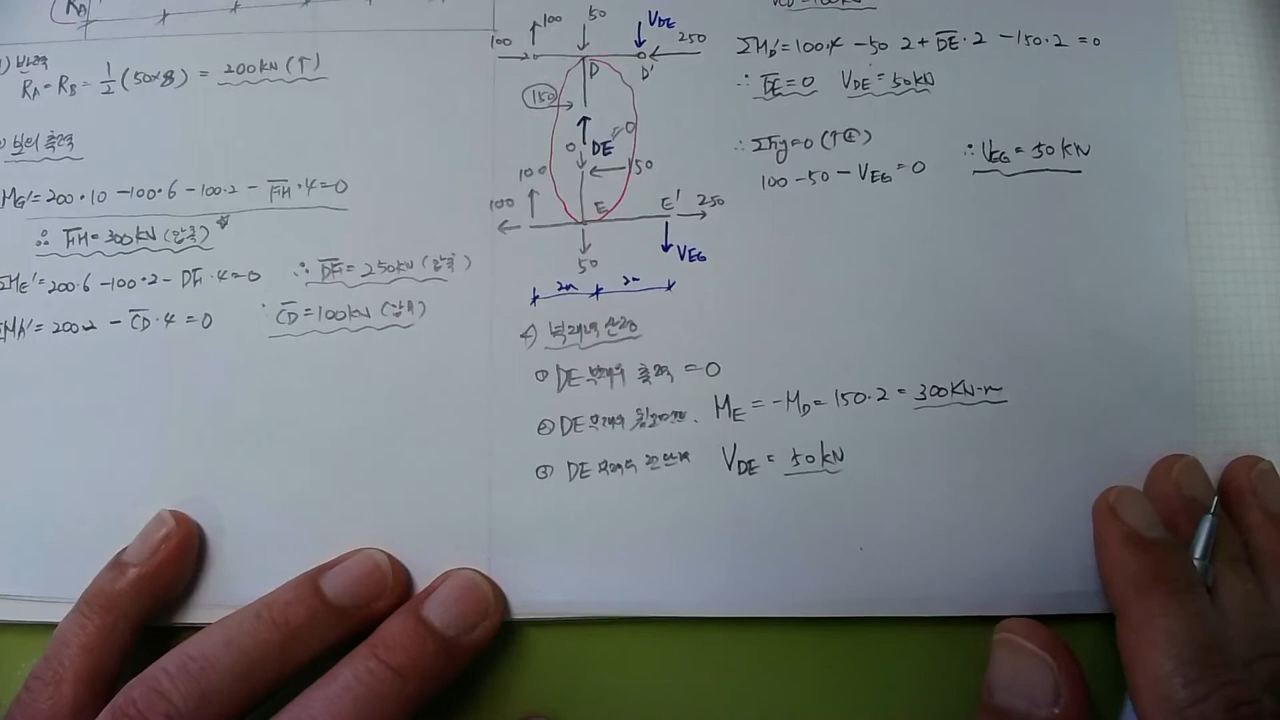 1) 반력
R_A = R_B = 1/2 (50×8) = 200kN (↑)
보의 축력
M_G' = 200·10 - 100·6 - 100·2 - FH·4 = 0
∴ FH = 300kN (압축)
ΣM_E' = 200·6 - 100·2 - DF·4 = 0 ∴ DF = 250kN (압축)
ΣM_A' = 200·2 - CD·4 = 0 ∴ CD = 100kN (압축)
100 50 V_DE
100 250
D D'
150
0
0 DE
100 50
100 E E' 250
50 V_EG
2m 2m
ΣM_D' = 100·4 - 50·2 + DE·2 - 150·2 = 0
∴ DE = 0 V_DE = 50kN
∴ ΣFy = 0 (↑⊕)
100 - 50 - V_EG = 0 ∴ V_EG = 50kN
4) 부재력 산정
① DE 부재의 축력 = 0
② DE 부재의 휨모멘트. M_E = -M_D = 150·2 = 300kN·m
③ DE 부재의 전단력 V_DE = 50kN